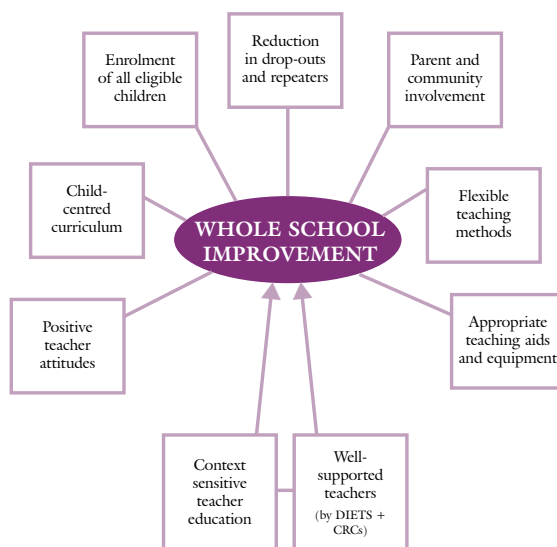 Reduction
in drop-outs
and repeaters
Enrolment
of all eligible
children
Parent and
community
involvement
Child-
centred
curriculum
WHOLE SCHOOL
IMPROVEMENT
Flexible
teaching
methods
Positive
teacher
attitudes
Appropriate
teaching aids
and equipment
Context
sensitive
teacher
education
Well-
supported
teachers
(by DIETS +
CRCs)